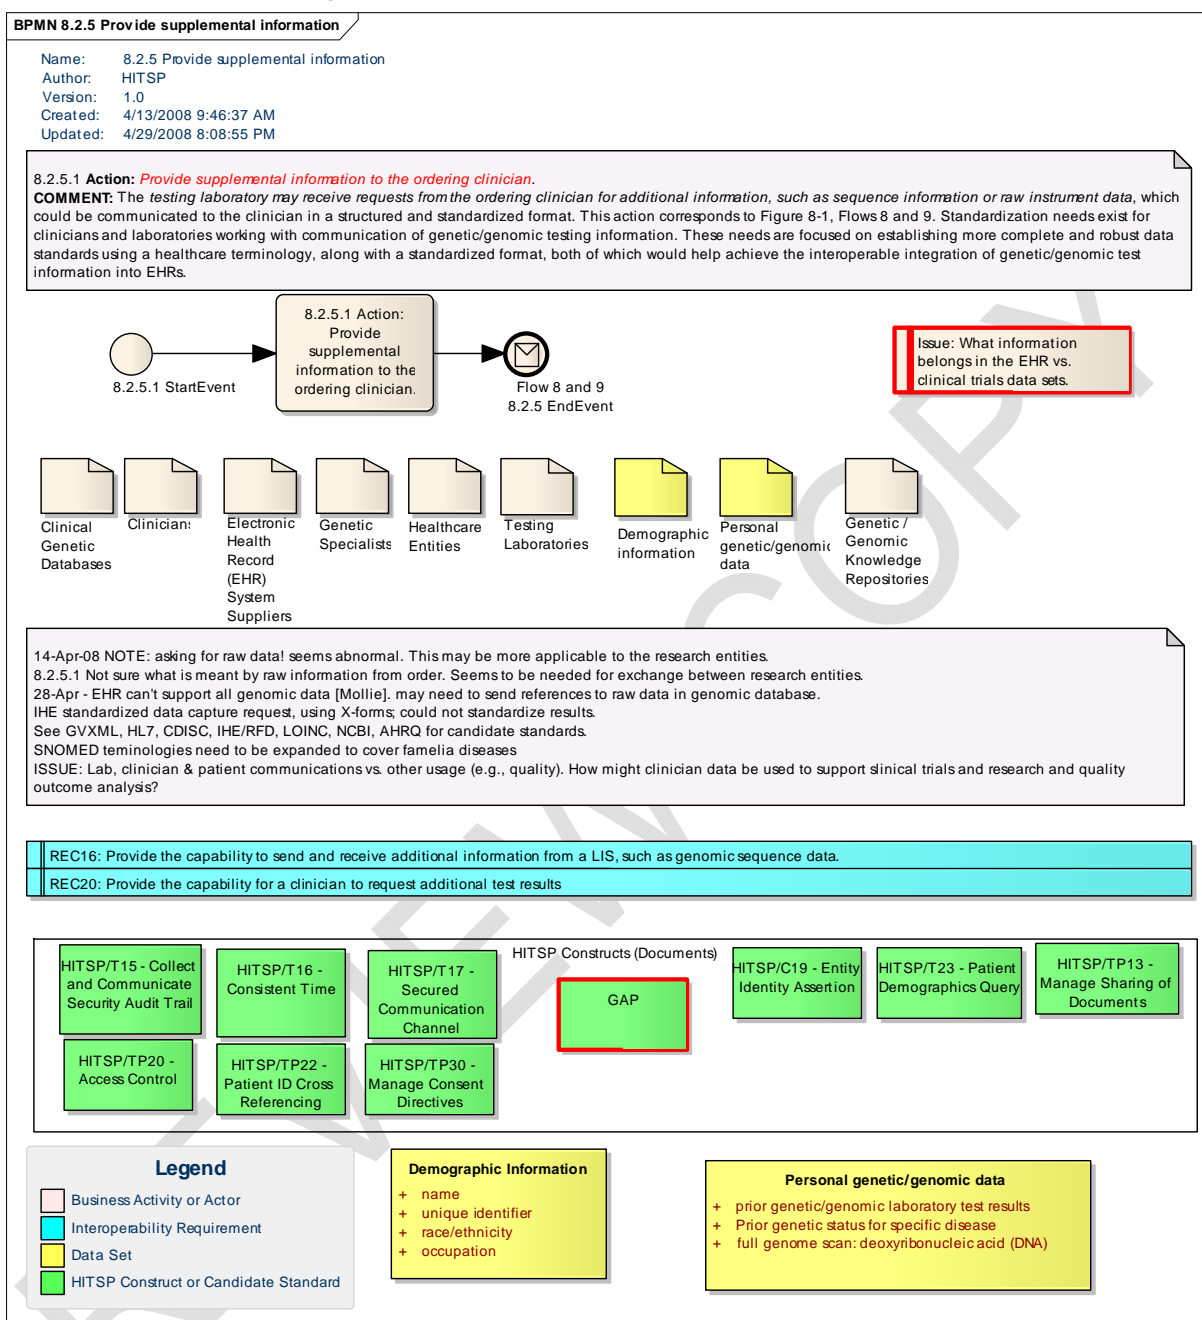 BPMN 8.2.5 Provide supplemental information
Name: 8.2.5 Provide supplemental information
Author: HITSP
Version: 1.0
Created: 4/13/2008 9:46:37 AM
Updated: 4/29/2008 8:08:55 PM
8.2.5.1 Action: Provide supplemental information to the ordering clinician.
COMMENT: The testing laboratory may receive requests from the ordering clinician for additional information, such as sequence information or raw instrument data, which
could be communicated to the clinician in a structured and standardized format. This action corresponds to Figure 8-1, Flows 8 and 9. Standardization needs exist for
clinicians and laboratories working with communication of genetic/genomic testing information. These needs are focused on establishing more complete and robust data
standards using a healthcare terminology, along with a standardized format, both of which would help achieve the interoperable integration of genetic/genomic test
information into EHRs.
8.2.5.1 StartEvent
8.2.5.1 Action:
Provide
supplemental
information to the
ordering clinician.
Flow 8 and 9
8.2.5 EndEvent
Issue: What information
belongs in the EHR vs.
clinical trials data sets.
Clinical
Genetic
Databases
Clinicians
Electronic
Health
Record
(EHR)
System
Suppliers
Genetic
Specialists
Healthcare
Entities
Testing
Laboratories
Demographic
information
Personal
genetic/genomic
data
Genetic /
Genomic
Knowledge
Repositories
14-Apr-08 NOTE: asking for raw data! seems abnormal. This may be more applicable to the research entities.
8.2.5.1 Not sure what is meant by raw information from order. Seems to be needed for exchange between research entities.
28-Apr - EHR can't support all genomic data [Mollie]. may need to send references to raw data in genomic database.
IHE standardized data capture request, using X-forms; could not standardize results.
See GVXML, HL7, CDISC, IHE/RFD, LOINC, NCBI, AHRQ for candidate standards.
SNOMED teminologies need to be expanded to cover famelia diseases
ISSUE: Lab, clinician & patient communications vs. other usage (e.g., quality). How might clinician data be used to support slinical trials and research and quality
outcome analysis?
REC16: Provide the capability to send and receive additional information from a LIS, such as genomic sequence data.
REC20: Provide the capability for a clinician to request additional test results
HITSP Constructs (Documents)
HITSP/T15 - Collect
and Communicate
Security Audit Trail
HITSP/T16 -
Consistent Time
HITSP/T17 -
Secured
Communication
Channel
GAP
HITSP/C19 - Entity
Identity Assertion
HITSP/T23 - Patient
Demographics Query
HITSP/TP13 -
Manage Sharing of
Documents
HITSP/TP20 -
Access Control
HITSP/TP22 -
Patient ID Cross
Referencing
HITSP/TP30 -
Manage Consent
Directives
Legend
Business Activity or Actor
Interoperability Requirement
Data Set
HITSP Construct or Candidate Standard
Demographic Information
+ name
+ unique identifier
+ race/ethnicity
+ occupation
Personal genetic/genomic data
+ prior genetic/genomic laboratory test results
+ Prior genetic status for specific disease
+ full genome scan: deoxyribonucleic acid (DNA)